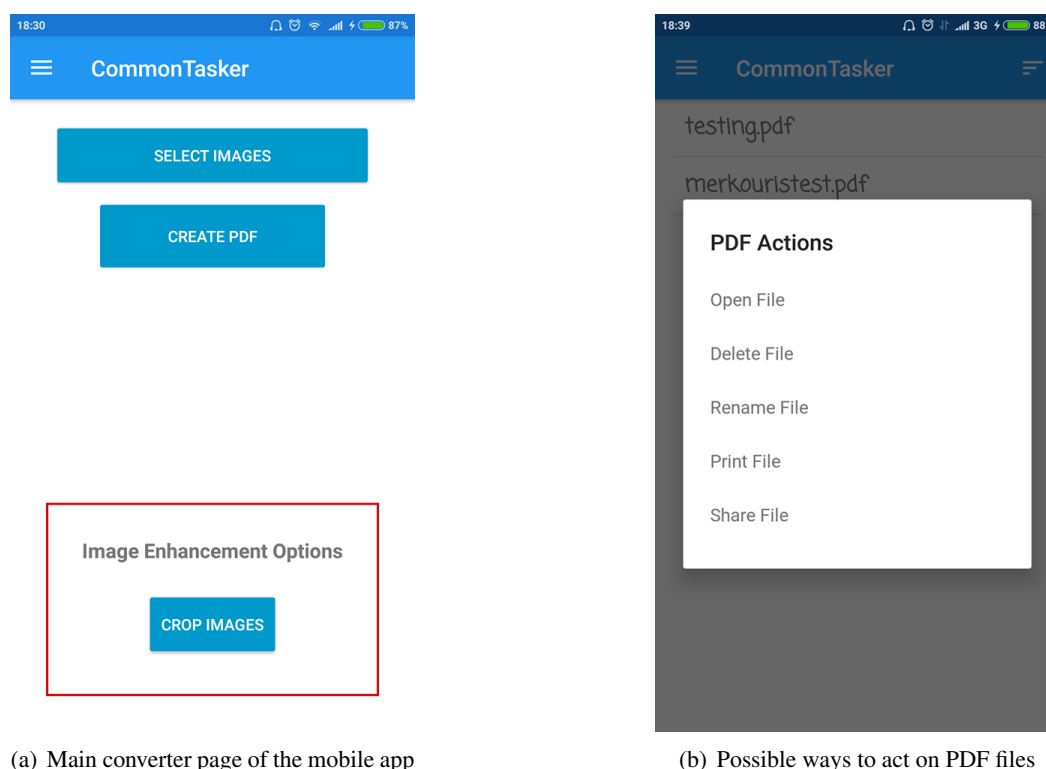 18:30 87%
CommonTasker
SELECT IMAGES
CREATE PDF
Image Enhancement Options
CROP IMAGES
(a) Main converter page of the mobile app
18:39 3G 88
CommonTasker
testing.pdf
merkouristest.pdf
PDF Actions
Open File
Delete File
Rename File
Print File
Share File
(b) Possible ways to act on PDF files